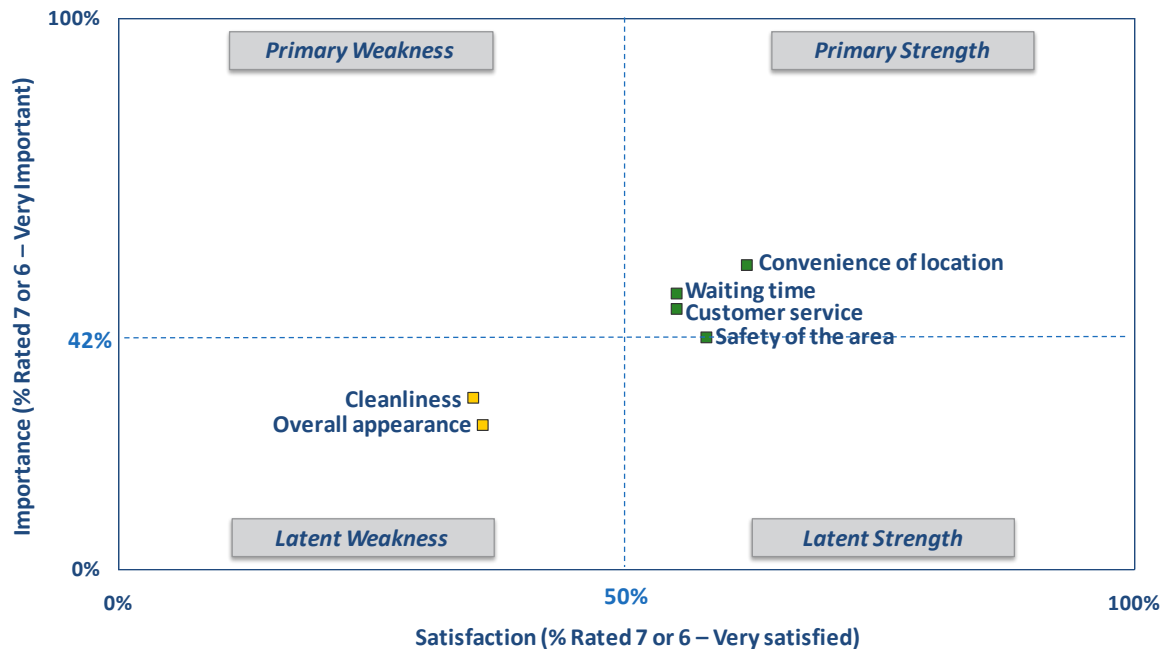 100%
Primary Weakness
Primary Strength
Importance (% Rated 7 or 6 – Very Important)
Convenience of location
Waiting time
Customer service
42%
Safety of the area
Cleanliness
Overall appearance
Latent Weakness
Latent Strength
0%
0%
50%
100%
Satisfaction (% Rated 7 or 6 – Very satisfied)